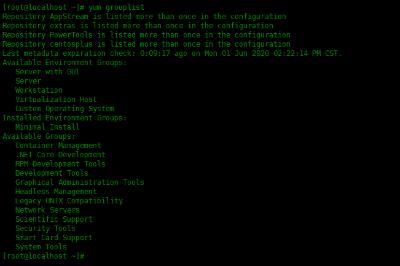 [root@localhost ~]# yum grouplist
Repository AppStream is listed more than once in the configuration
Repository extras is listed more than once in the configuration
Repository PowerTools is listed more than once in the configuration
Repository centosplus is listed more than once in the configuration
Last metadata expiration check: 0:09:17 ago on Mon 01 Jun 2020 02:22:14 PM CST.
Available Environment Groups:
Server with GUI
Server
Workstation
Virtualization Host
Custom Operating System
Installed Environment Groups:
Minimal Install
Available Groups:
Container Management
.NET Core Development
RPM Development Tools
Development Tools
Graphical Administration Tools
Headless Management
Legacy UNIX Compatibility
Network Servers
Scientific Support
Security Tools
Smart Card Support
System Tools
[root@localhost ~]#